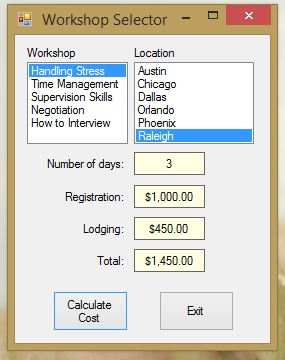 Workshop Selector
Workshop
Handling Stress
Time Management
Supervision Skills
Negotiation
How to Interview
Location
Austin
Chicago
Dallas
Orlando
Phoenix
Raleigh
Number of days: 3
Registration: $1,000.00
Lodging: $450.00
Total: $1,450.00
Calculate
Cost
Exit